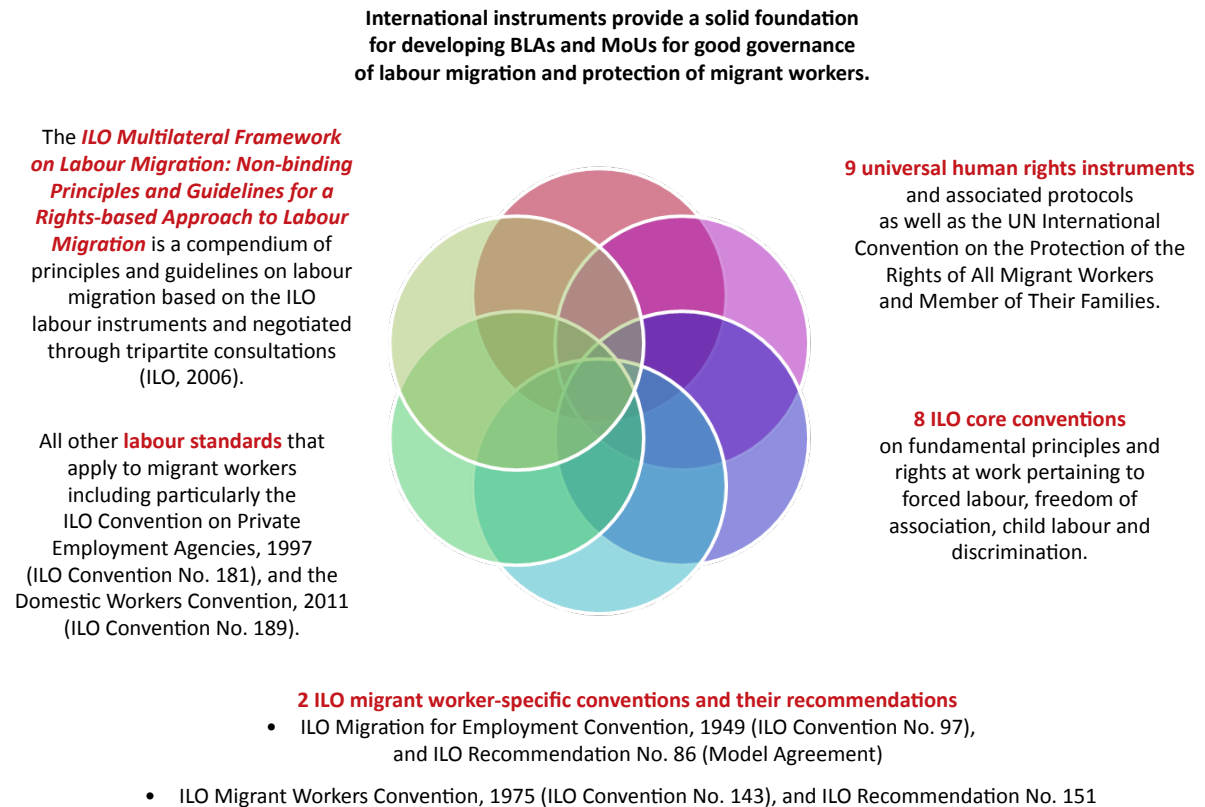 International instruments provide a solid foundation
for developing BLAs and MoUs for good governance
of labour migration and protection of migrant workers.
The ILO Multilateral Framework
on Labour Migration: Non-binding
Principles and Guidelines for a
Rights-based Approach to Labour
Migration is a compendium of
principles and guidelines on labour
migration based on the ILO
labour instruments and negotiated
through tripartite consultations
(ILO, 2006).
9 universal human rights instruments
and associated protocols
as well as the UN International
Convention on the Protection of the
Rights of All Migrant Workers
and Member of Their Families.
All other labour standards that
apply to migrant workers
including particularly the
ILO Convention on Private
Employment Agencies, 1997
(ILO Convention No. 181), and the
Domestic Workers Convention, 2011
(ILO Convention No. 189).
8 ILO core conventions
on fundamental principles and
rights at work pertaining to
forced labour, freedom of
association, child labour and
discrimination.
2 ILO migrant worker-specific conventions and their recommendations
• ILO Migration for Employment Convention, 1949 (ILO Convention No. 97),
and ILO Recommendation No. 86 (Model Agreement)
• ILO Migrant Workers Convention, 1975 (ILO Convention No. 143), and ILO Recommendation No. 151